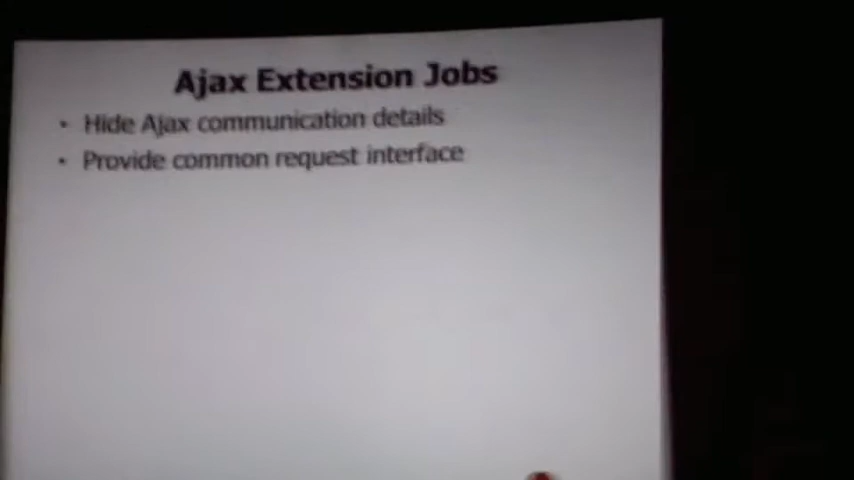 Ajax Extension Jobs
• Hide Ajax communication details
• Provide common request interface